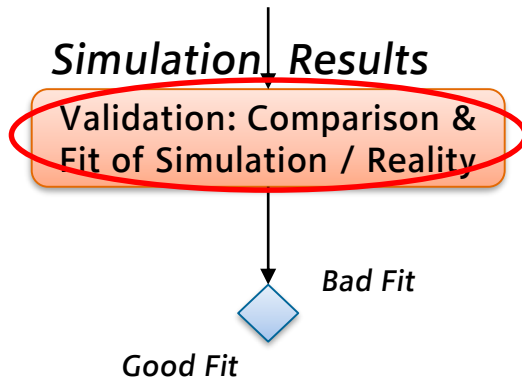 Simulation Results
Validation: Comparison &
Fit of Simulation / Reality
Bad Fit
Good Fit